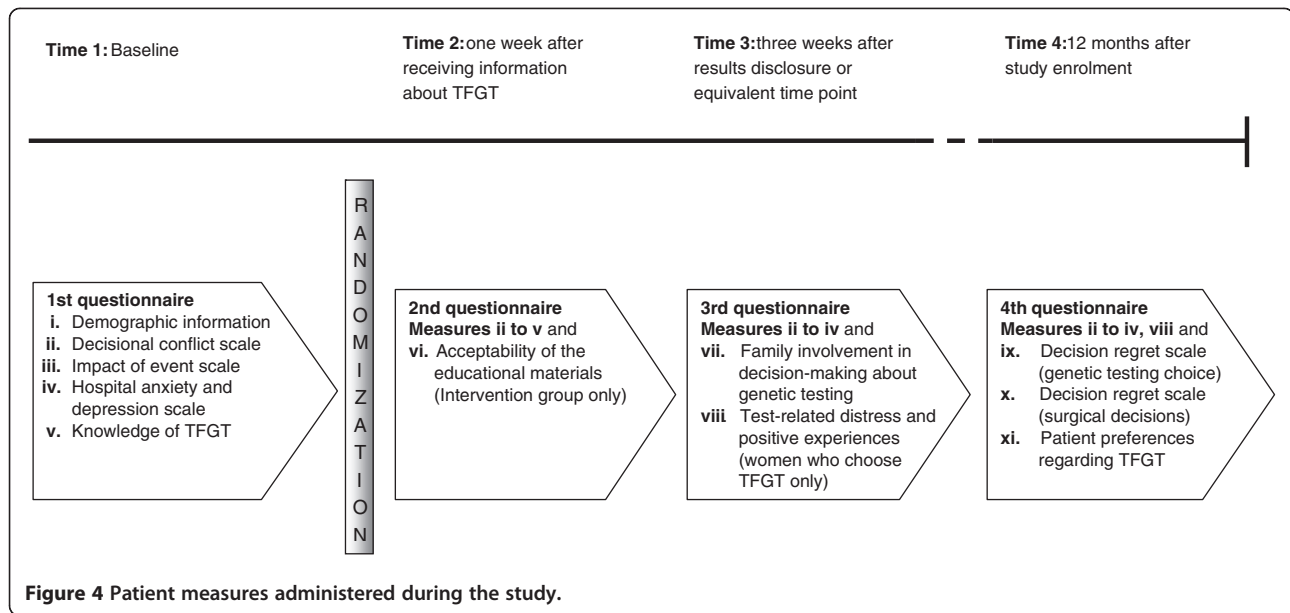 Time 1: Baseline
Time 2: one week after
receiving information
about TFGT
Time 3: three weeks after
results disclosure or
equivalent time point
Time 4: 12 months after
study enrolment
1st questionnaire
i. Demographic information
ii. Decisional conflict scale
iii. Impact of event scale
iv. Hospital anxiety and
depression scale
v. Knowledge of TFGT
RANDOMIZATION
2nd questionnaire
Measures ii to v and
vi. Acceptability of the
educational materials
(Intervention group only)
3rd questionnaire
Measures ii to iv and
vii. Family involvement in
decision-making about
genetic testing
viii. Test-related distress and
positive experiences
(women who choose
TFGT only)
4th questionnaire
Measures ii to iv, viii and
ix. Decision regret scale
(genetic testing choice)
x. Decision regret scale
(surgical decisions)
xi. Patient preferences
regarding TFGT
Figure 4 Patient measures administered during the study.